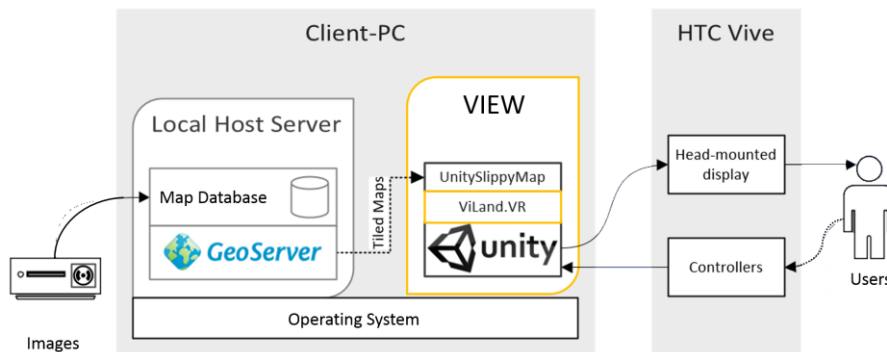 Client-PC
HTC Vive
VIEW
Local Host Server
Map Database
GeoServer
Tiled Maps
UnitySlippyMap
ViLand.VR
unity
Head-mounted
display
Controllers
Users
Operating System
Images